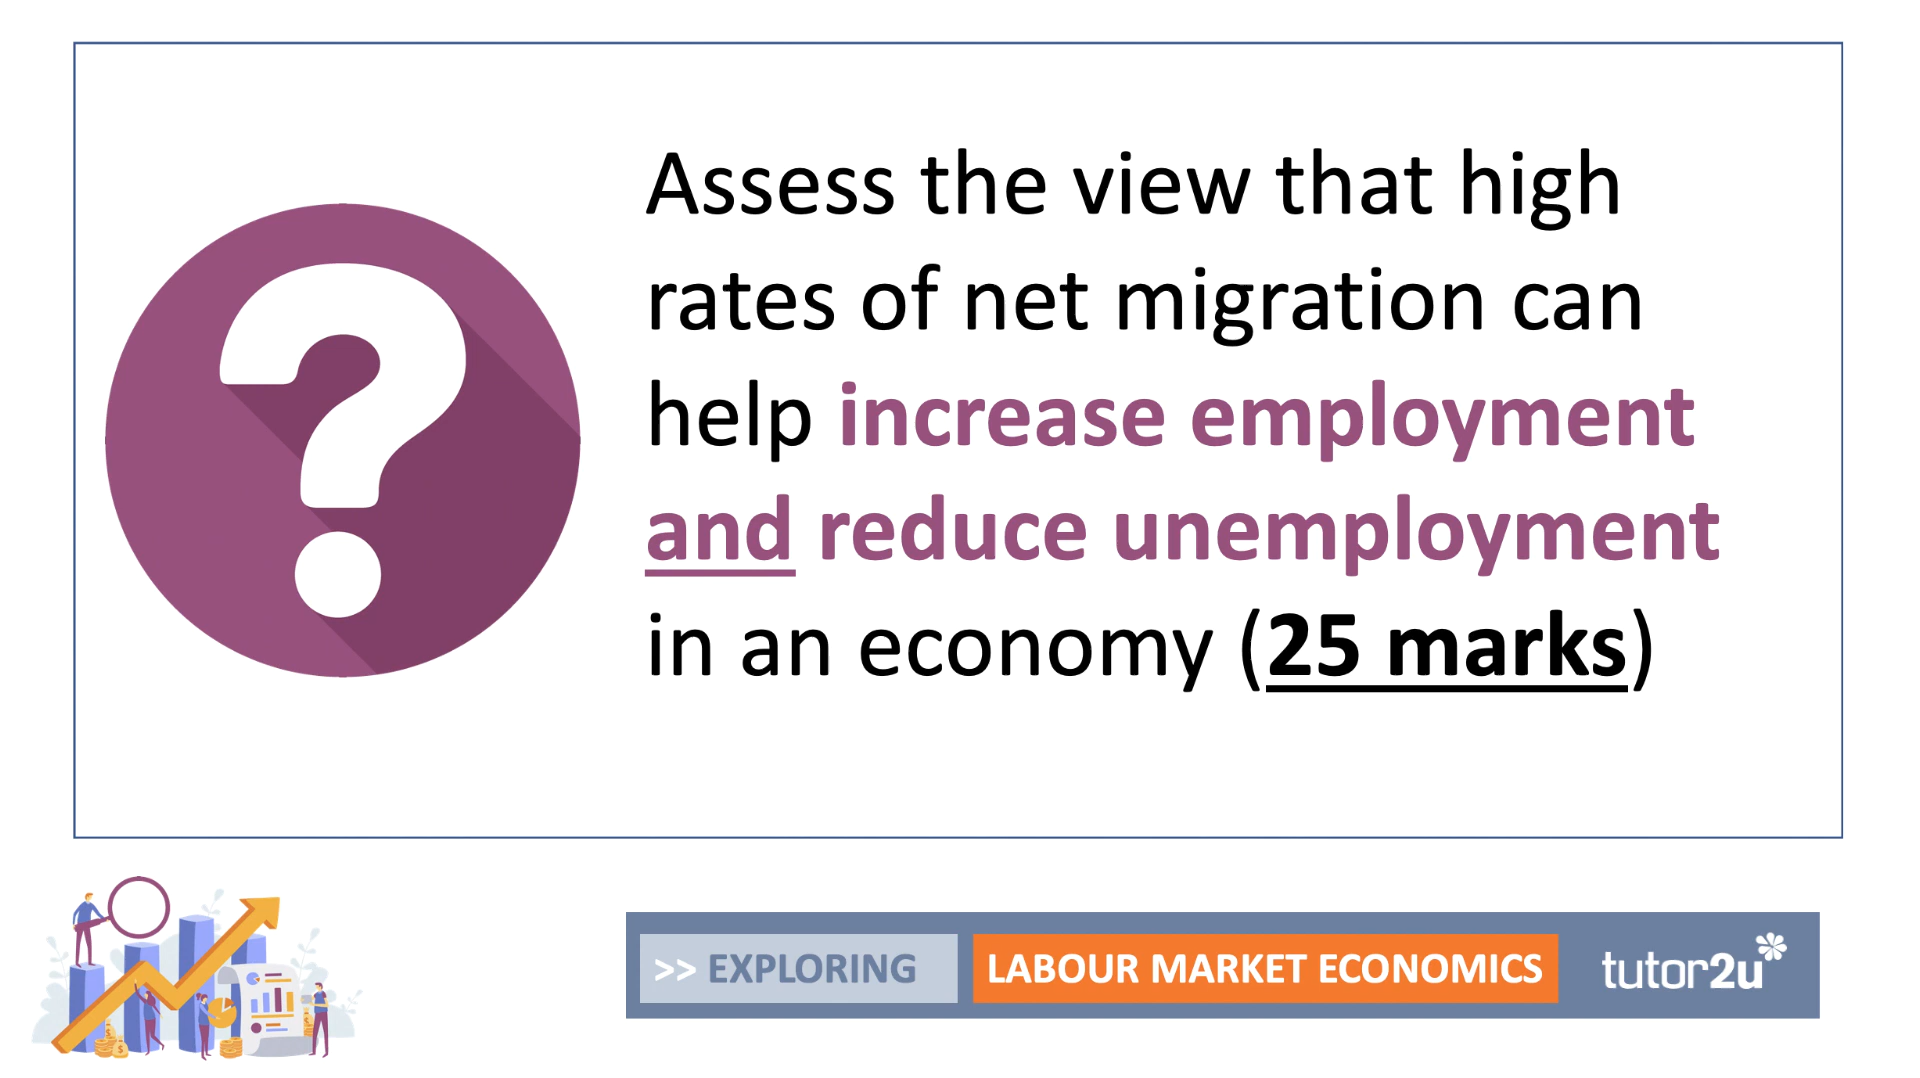 Assess the view that high
rates of net migration can
help increase employment
and reduce unemployment
in an economy (25 marks)
>> EXPLORING
LABOUR MARKET ECONOMICS
tutor2u